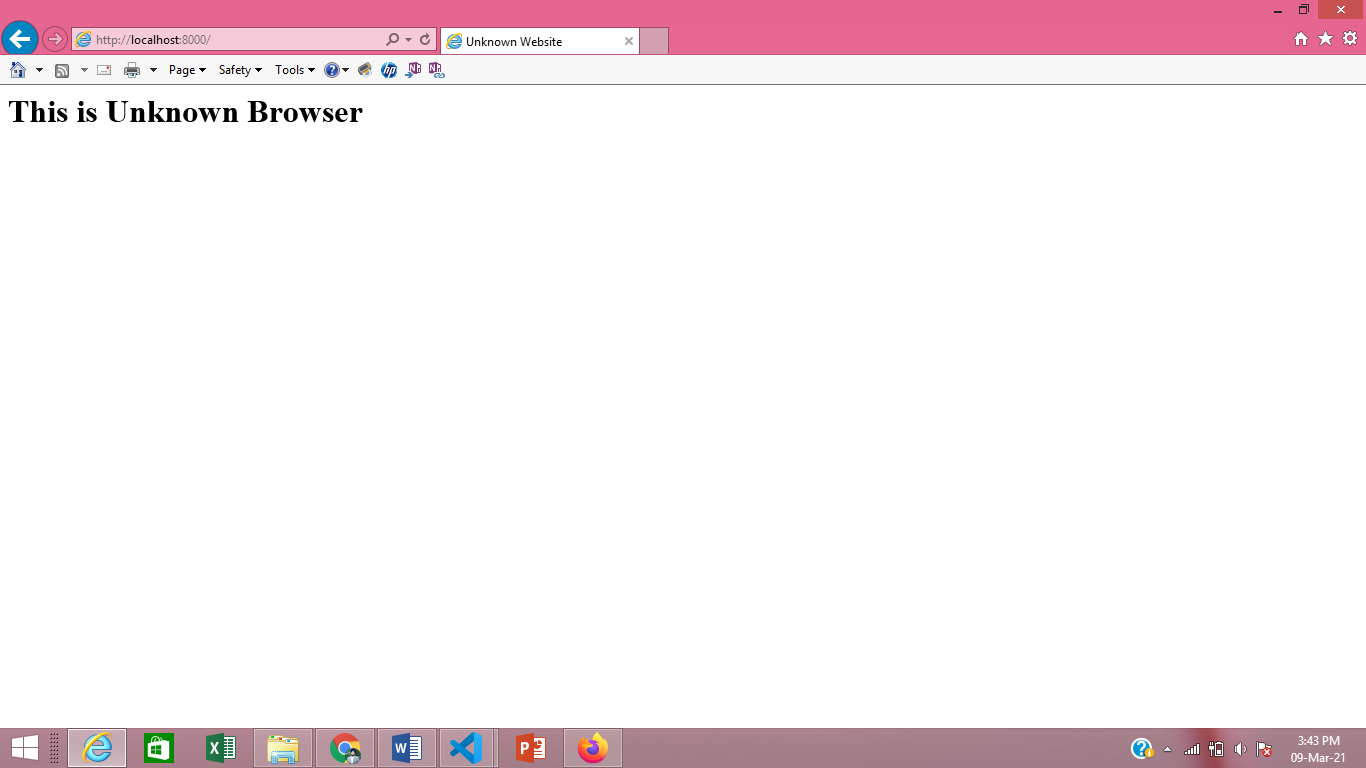 http://localhost:8000/
Unknown Website
Page Safety Tools
This is Unknown Browser
3:43 PM
09-Mar-21